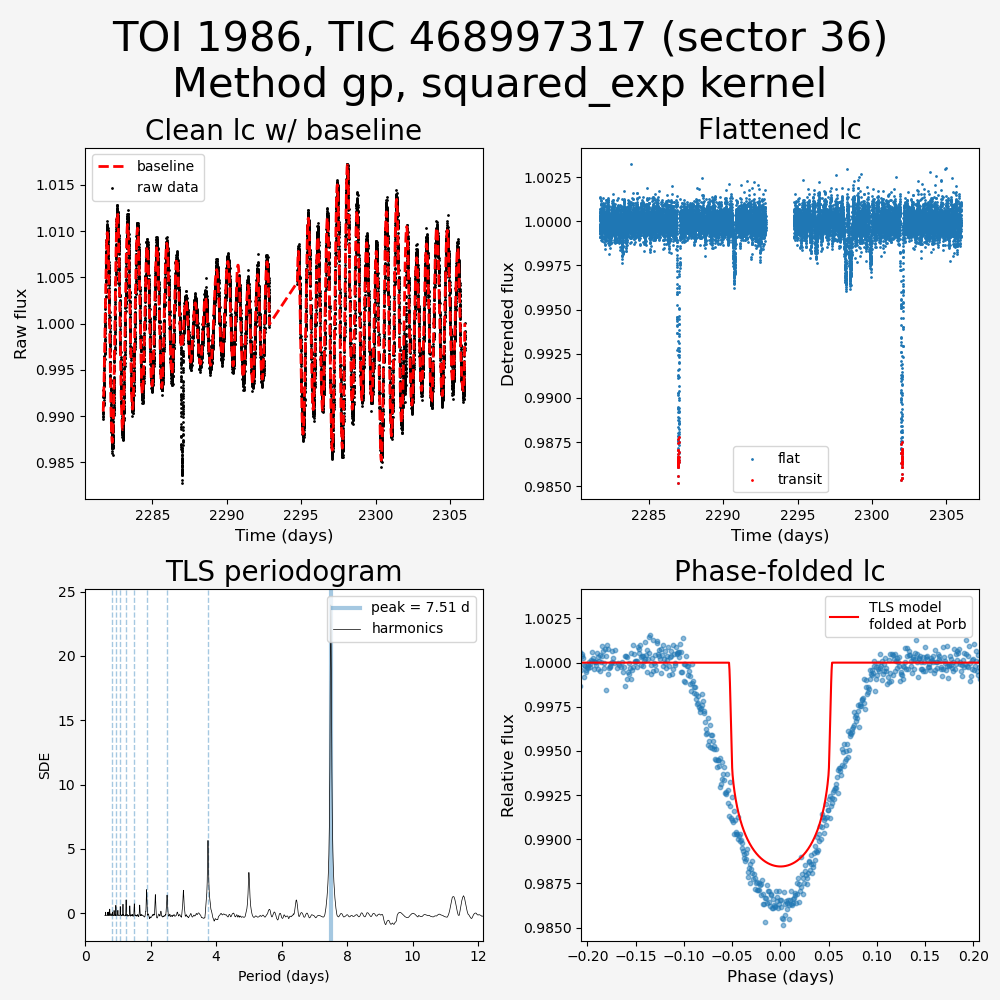 TOI 1986, TIC 468997317 (sector 36)
Method gp, squared_exp kernel
Clean lc w/ baseline
baseline
raw data
Raw flux
1.015
1.010
1.005
1.000
0.995
0.990
0.985
2285
2290
2295
2300
2305
Time (days)
Flattened lc
flat
transit
Detrended flux
1.0025
1.0000
0.9975
0.9950
0.9925
0.9900
0.9875
0.9850
2285
2290
2295
2300
2305
Time (days)
TLS periodogram
peak = 7.51 d
harmonics
SDE
25
20
15
10
5
0
0
2
4
6
8
10
12
Period (days)
Phase-folded lc
TLS model
folded at Porb
Relative flux
1.0025
1.0000
0.9975
0.9950
0.9925
0.9900
0.9875
0.9850
−0.20
−0.15
−0.10
−0.05
0.00
0.05
0.10
0.15
0.20
Phase (days)